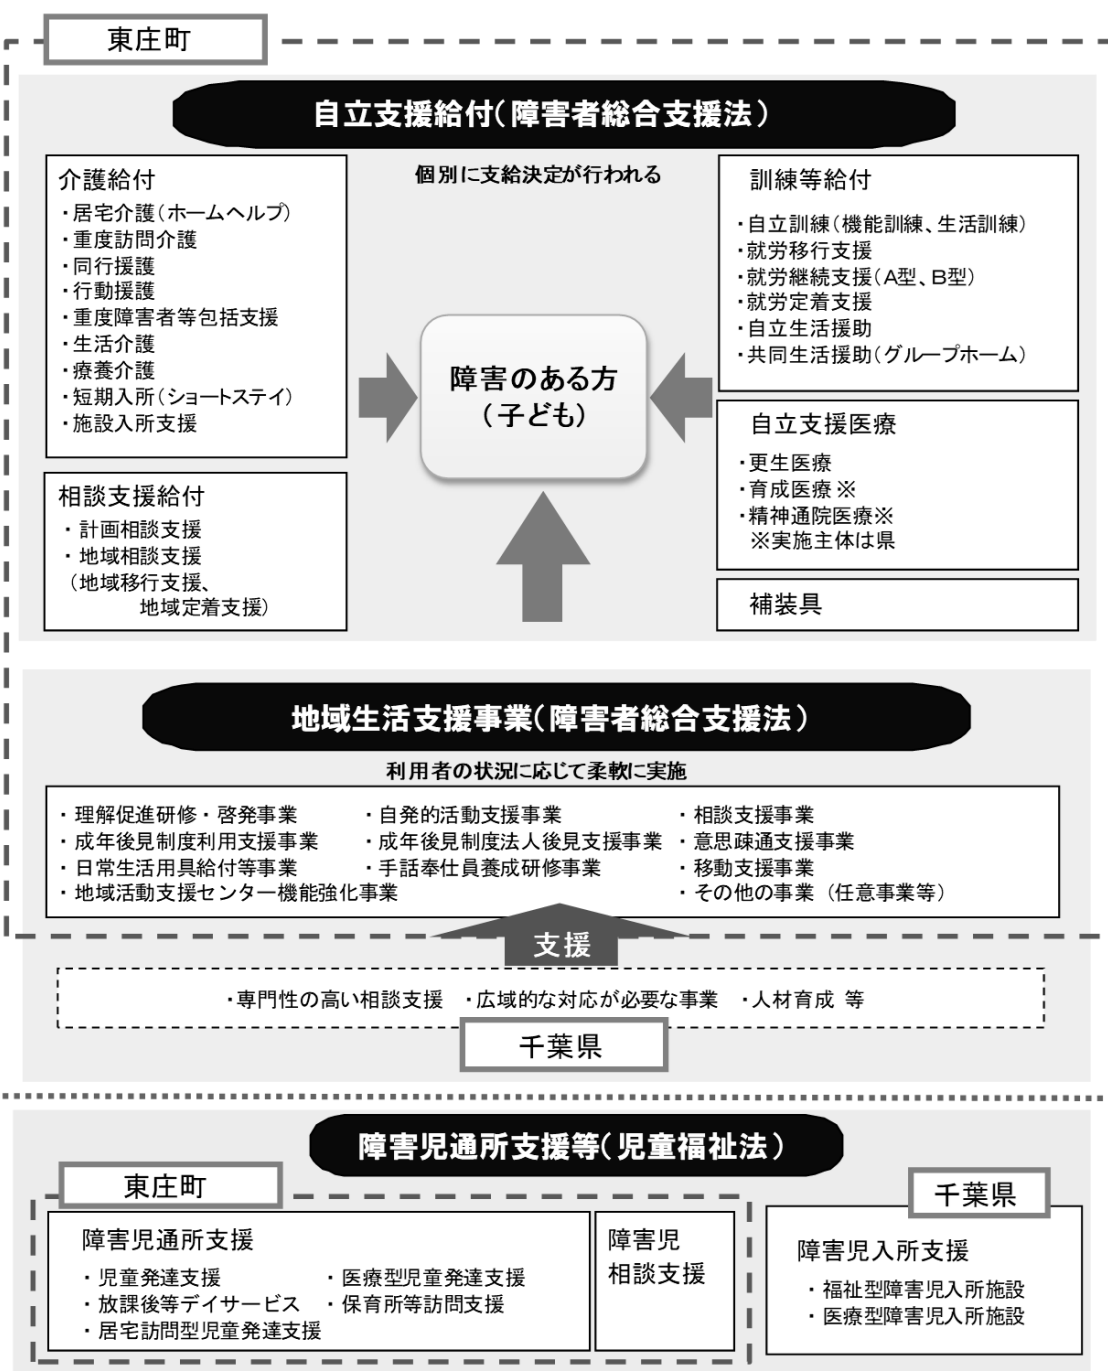 東庄町
自立支援給付(障害者総合支援法)
個別に支給決定が行われる
介護給付
・居宅介護(ホームヘルプ)
・重度訪問介護
・同行援護
・行動援護
・重度障害者等包括支援
・生活介護
・療養介護
・短期入所(ショートステイ)
・施設入所支援
相談支援給付
・計画相談支援
・地域相談支援
(地域移行支援、
地域定着支援)
障害のある方
(子ども)
訓練等給付
・自立訓練(機能訓練、生活訓練)
・就労移行支援
・就労継続支援(A型、B型)
・就労定着支援
・自立生活援助
・共同生活援助(グループホーム)
自立支援医療
・更生医療
・育成医療※
・精神通院医療※
※実施主体は県
補装具
地域生活支援事業(障害者総合支援法)
利用者の状況に応じて柔軟に実施
・理解促進研修・啓発事業 ・自発的活動支援事業 ・相談支援事業
・成年後見制度利用支援事業 ・成年後見制度法人後見支援事業 ・意思疎通支援事業
・日常生活用具給付等事業 ・手話奉仕員養成研修事業 ・移動支援事業
・地域活動支援センター機能強化事業 ・その他の事業(任意事業等)
支援
・専門性の高い相談支援 ・広域的な対応が必要な事業 ・人材育成 等
千葉県
障害児通所支援等(児童福祉法)
東庄町
障害児通所支援
・児童発達支援 ・医療型児童発達支援
・放課後等デイサービス ・保育所等訪問支援
・居宅訪問型児童発達支援
障害児
相談支援
千葉県
障害児入所支援
・福祉型障害児入所施設
・医療型障害児入所施設